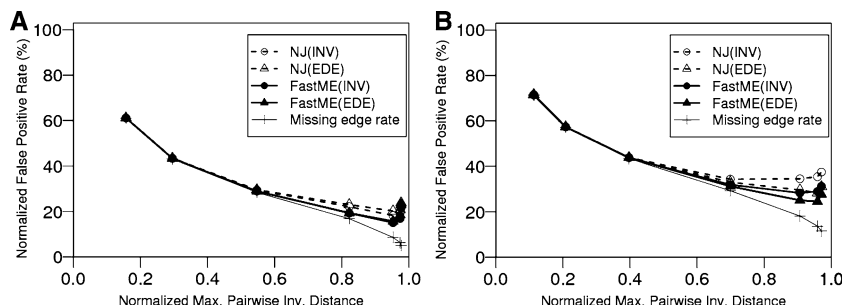 A
Normalized False Positive Rate (%)
100
80
60
40
20
0
0.0 0.2 0.4 0.6 0.8 1.0
Normalized Max. Pairwise Inv. Distance
NJ(INV)
NJ(EDE)
FastME(INV)
FastME(EDE)
Missing edge rate
B
Normalized False Positive Rate (%)
100
80
60
40
20
0
0.0 0.2 0.4 0.6 0.8 1.0
Normalized Max. Pairwise Inv. Distance
NJ(INV)
NJ(EDE)
FastME(INV)
FastME(EDE)
Missing edge rate